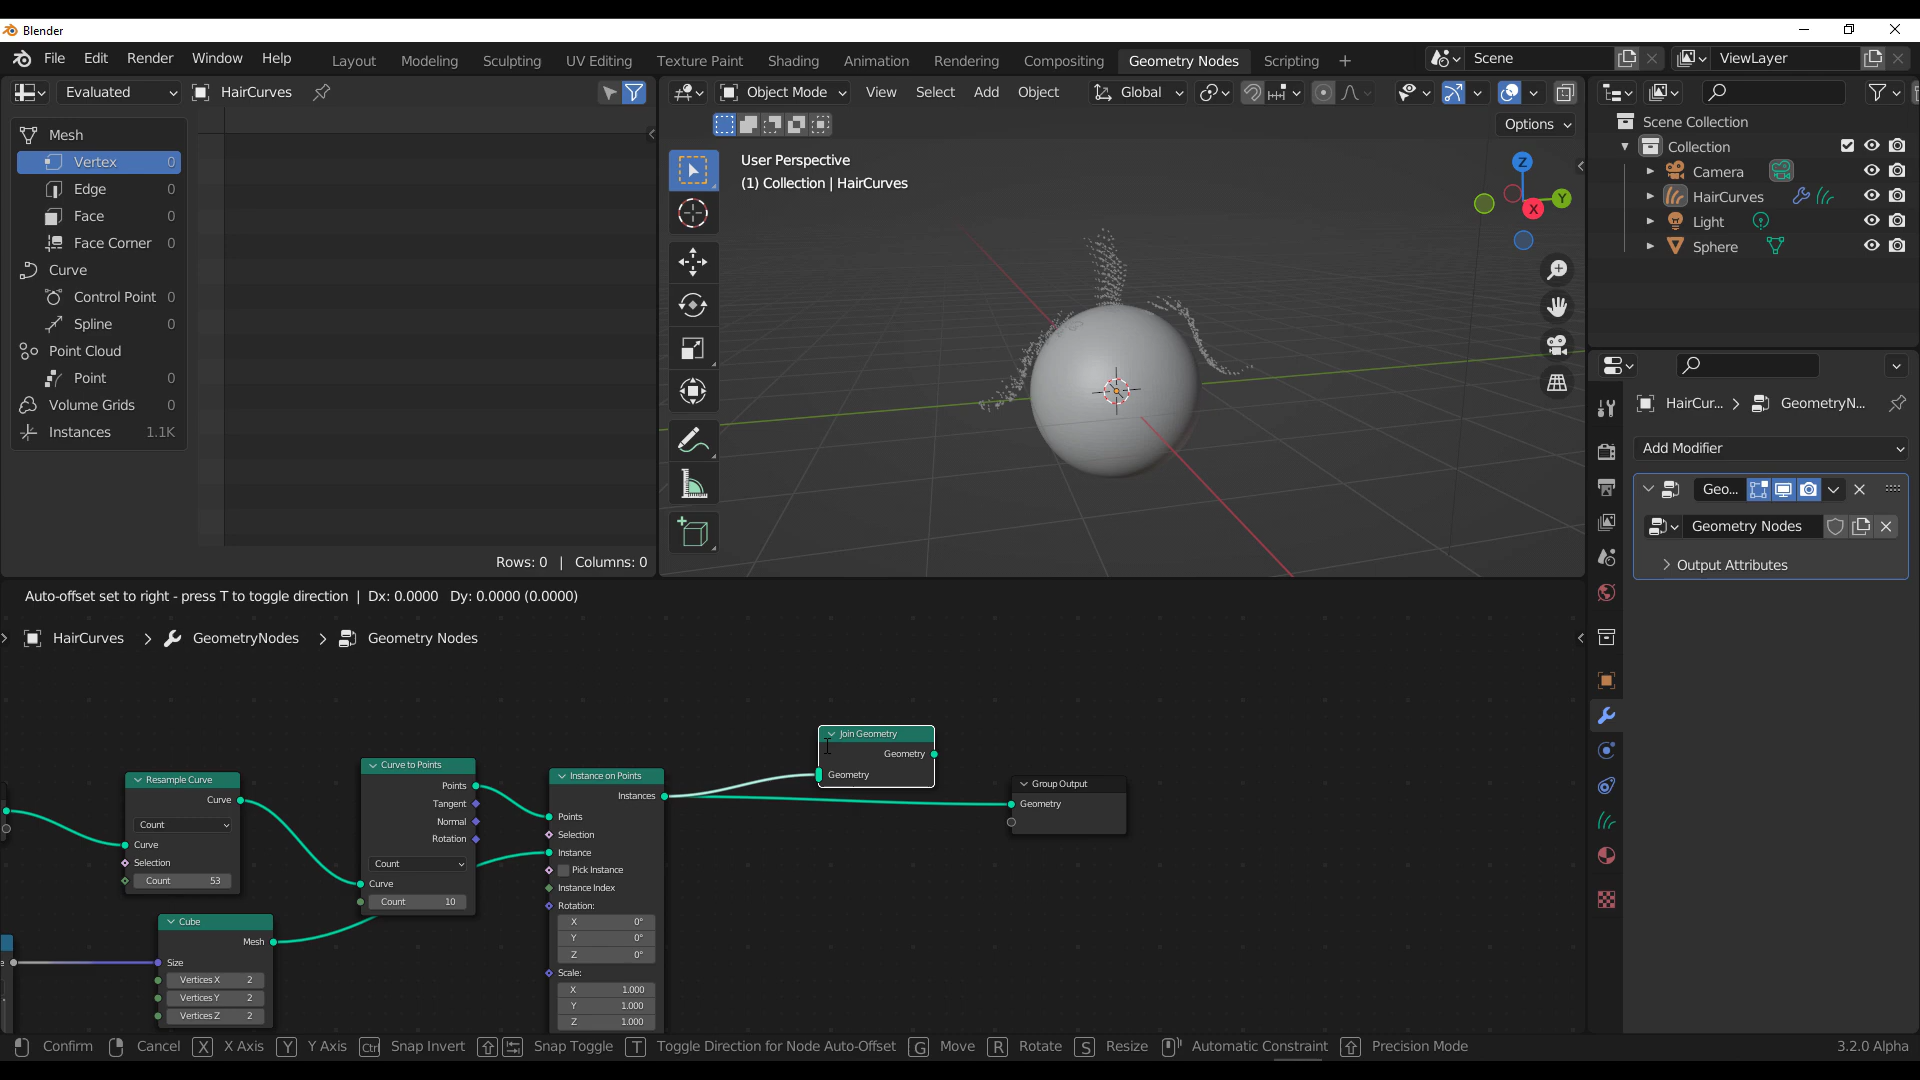 Blender
File Edit Render Window Help
Layout Modeling Sculpting UV Editing Texture Paint Shading Animation Rendering Compositing Geometry Nodes Scripting +
Scene
ViewLayer
Evaluated
HairCurves
Object Mode View Select Add Object
Global
Options
Mesh
Vertex 0
Edge 0
Face 0
Face Corner 0
Curve
Control Point 0
Spline 0
Point Cloud
Point 0
Volume Grids 0
Instances 1.1K
Rows: 0 | Columns: 0
User Perspective
(1) Collection | HairCurves
Z
Y
X
Scene Collection
Collection
Camera
HairCurves
Light
Sphere
HairCur... > GeometryN...
Add Modifier
Geo...
Geometry Nodes
> Output Attributes
Auto-offset set to right - press T to toggle direction | Dx: 0.0000 Dy: 0.0000 (0.0000)
HairCurves > GeometryNodes > Geometry Nodes
Resample Curve
Curve
Count
Curve
Selection
Count 53
Cube
Mesh
Size
Vertices X 2
Vertices Y 2
Vertices Z 2
Curve to Points
Points
Tangent
Normal
Rotation
Count
Curve
Count 10
Instance on Points
Instances
Points
Selection
Instance
Pick Instance
Instance Index
Rotation:
X 0°
Y 0°
Z 0°
Scale:
X 1.000
Y 1.000
Z 1.000
Join Geometry
Geometry
Geometry
Group Output
Geometry
Confirm Cancel X X Axis Y Y Axis Ctrl Snap Invert Snap Toggle T Toggle Direction for Node Auto-Offset G Move R Rotate S Resize Automatic Constraint Precision Mode
3.2.0 Alpha